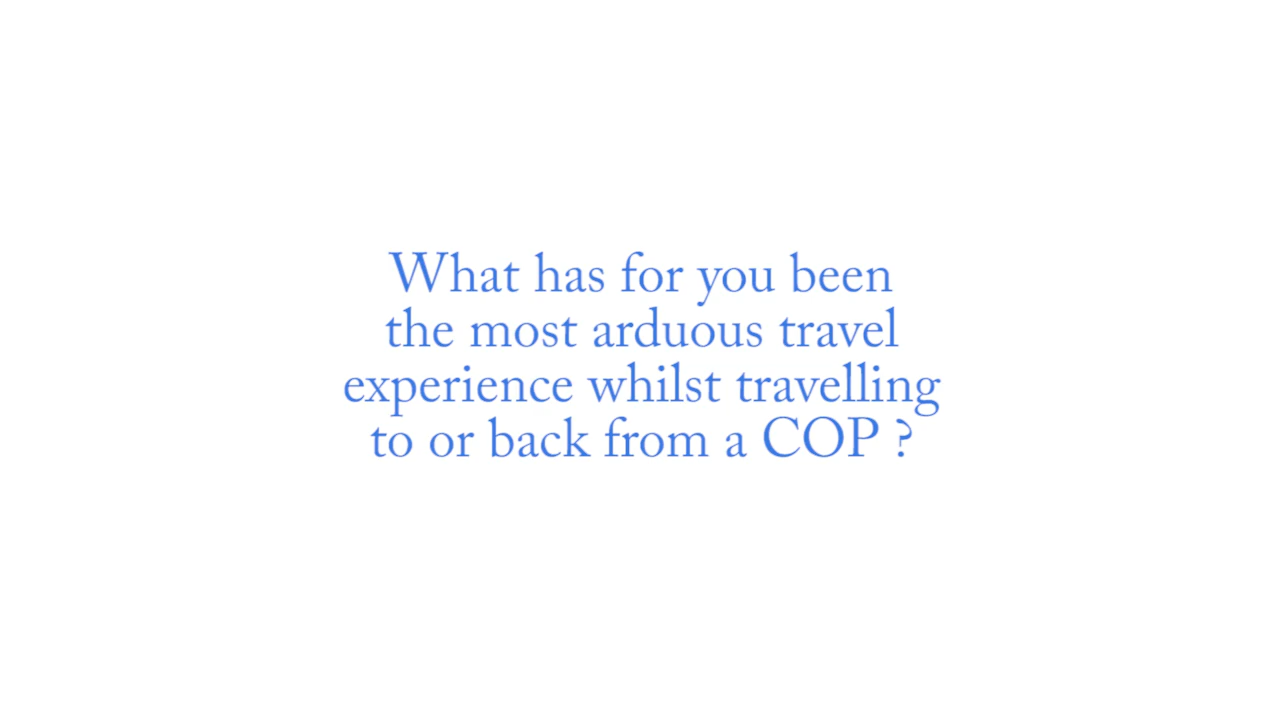 What has for you been
the most arduous travel
experience whilst travelling
to or back from a COP ?